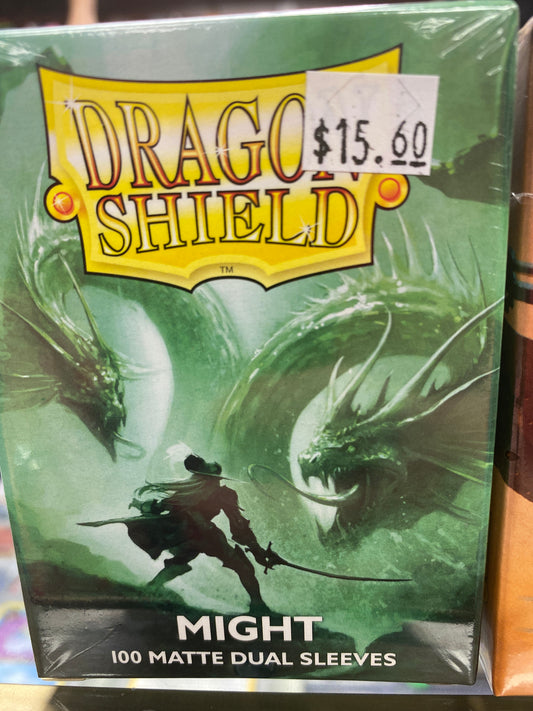 DRAGON
$15.60
SHIELD
TM
MIGHT
100 MATTE DUAL SLEEVES